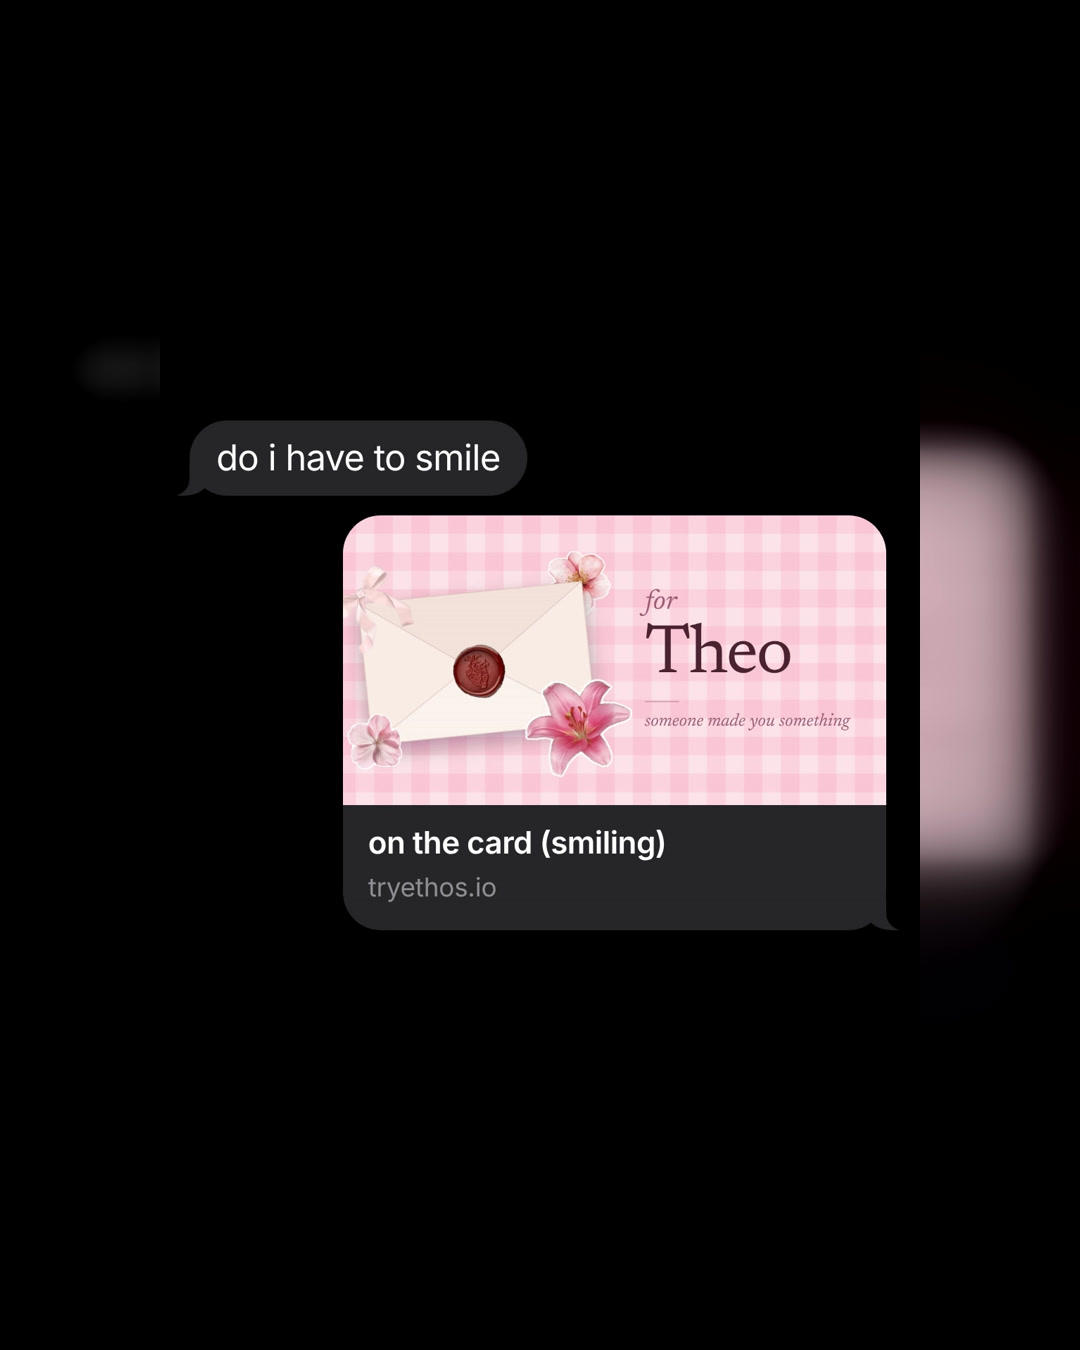 do i have to smile
for
Theo
someone made you something
on the card (smiling)
tryethos.io